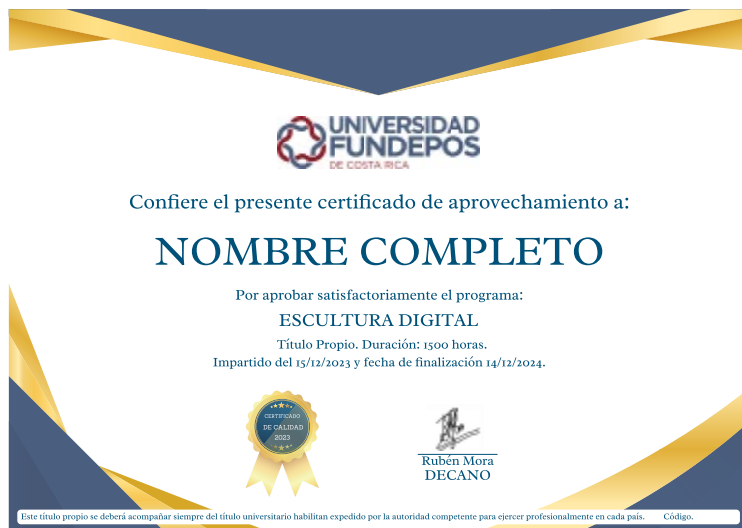 UNIVERSIDAD
FUNDEPOS
DE COSTA RICA
Confiere el presente certificado de aprovechamiento a:
NOMBRE COMPLETO
Por aprobar satisfactoriamente el programa:
ESCULTURA DIGITAL
Título Propio. Duración: 1500 horas.
Impartido del 15/12/2023 y fecha de finalización 14/12/2024.
CERTIFICADO
DE CALIDAD
2023
Rubén Mora
DECANO
Este título propio se deberá acompañar siempre del título universitario habilitan expedido por la autoridad competente para ejercer profesionalmente en cada país. Código.